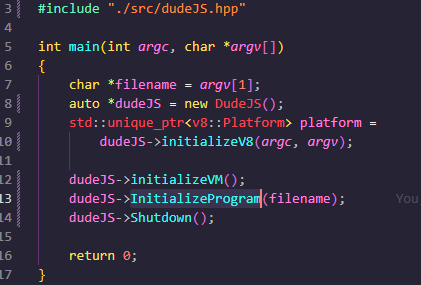 3 #include "./src/dudeJS.hpp"
4
5 int main(int argc, char *argv[])
6 {
7 char *filename = argv[1];
8 auto *dudeJS = new DudeJS();
9 std::unique_ptr<v8::Platform> platform =
10 dudeJS->initializeV8(argc, argv);
11
12 dudeJS->initializeVM();
13 dudeJS->InitializeProgram(filename); You
14 dudeJS->Shutdown();
15
16 return 0;
17 }